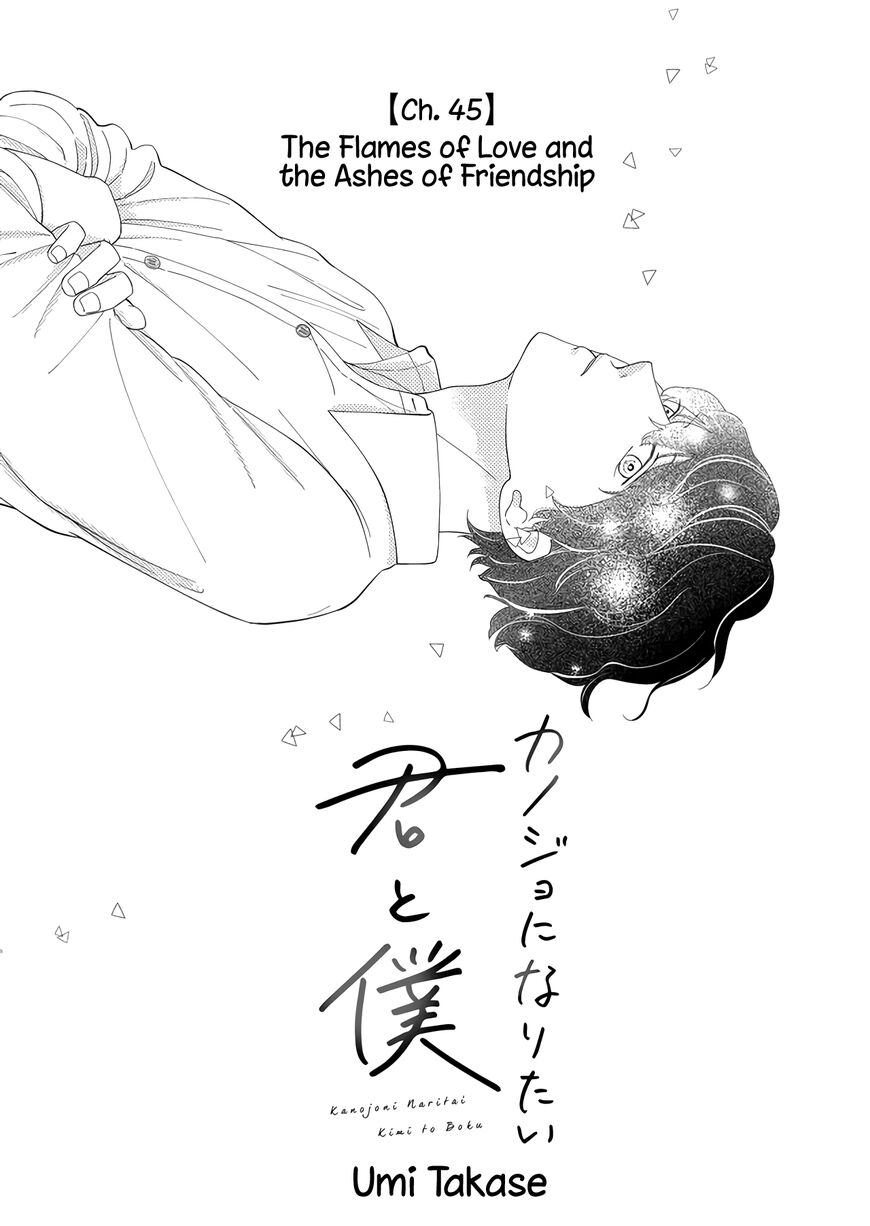 【Ch. 45】
The Flames of Love and
the Ashes of Friendship
カノジョになりたい
君と僕
Kanojoni Naritai
Kimi to Boku
Umi Takase